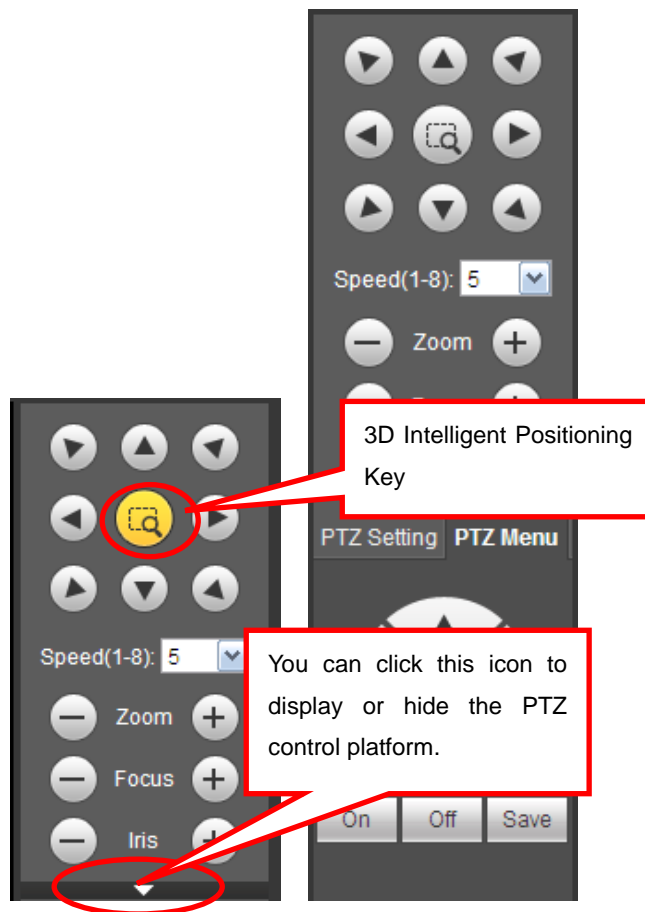 Speed(1-8): 5
Zoom
3D Intelligent Positioning
Key
PTZ Setting PTZ Menu
Speed(1-8): 5
Zoom
Focus
Iris
You can click this icon to
display or hide the PTZ
control platform.
On Off Save